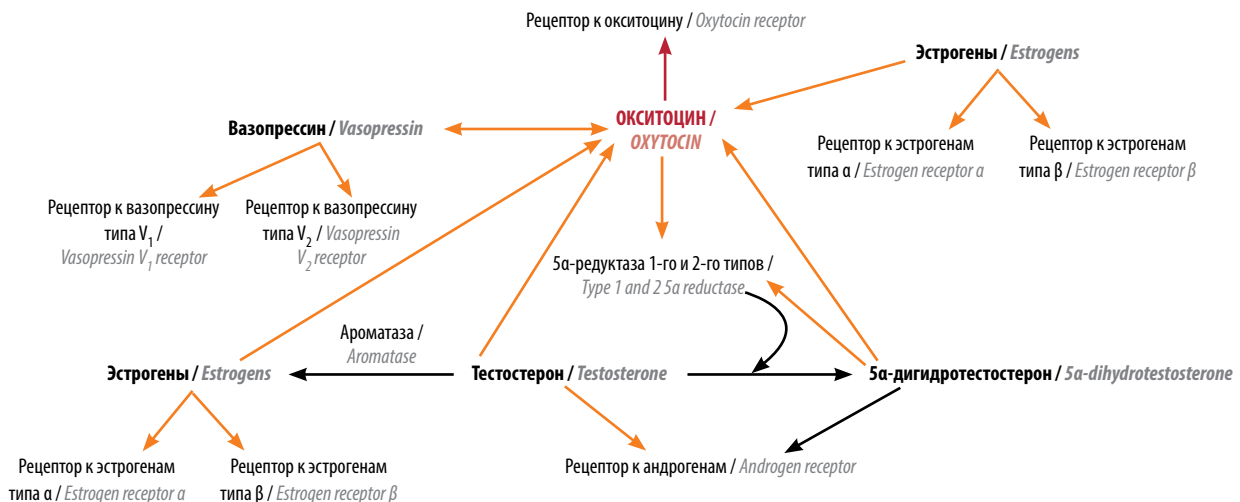 Рецептор к окситоцину / Oxytocin receptor
Эстрогены / Estrogens
ОКСИТОЦИН /
OXYTOCIN
Вазопрессин / Vasopressin
Рецептор к эстрогенам
типа α / Estrogen receptor α
Рецептор к эстрогенам
типа β / Estrogen receptor β
Рецептор к вазопрессину
типа V₁ /
Vasopressin V₁ receptor
Рецептор к вазопрессину
типа V₂ / Vasopressin
V₂ receptor
5α-редуктаза 1-го и 2-го типов /
Type 1 and 2 5α reductase
Ароматаза /
Aromatase
Эстрогены / Estrogens
Тестостерон / Testosterone
5α-дигидротестостерон / 5α-dihydrotestosterone
Рецептор к эстрогенам
типа α / Estrogen receptor α
Рецептор к эстрогенам
типа β / Estrogen receptor β
Рецептор к андрогенам / Androgen receptor